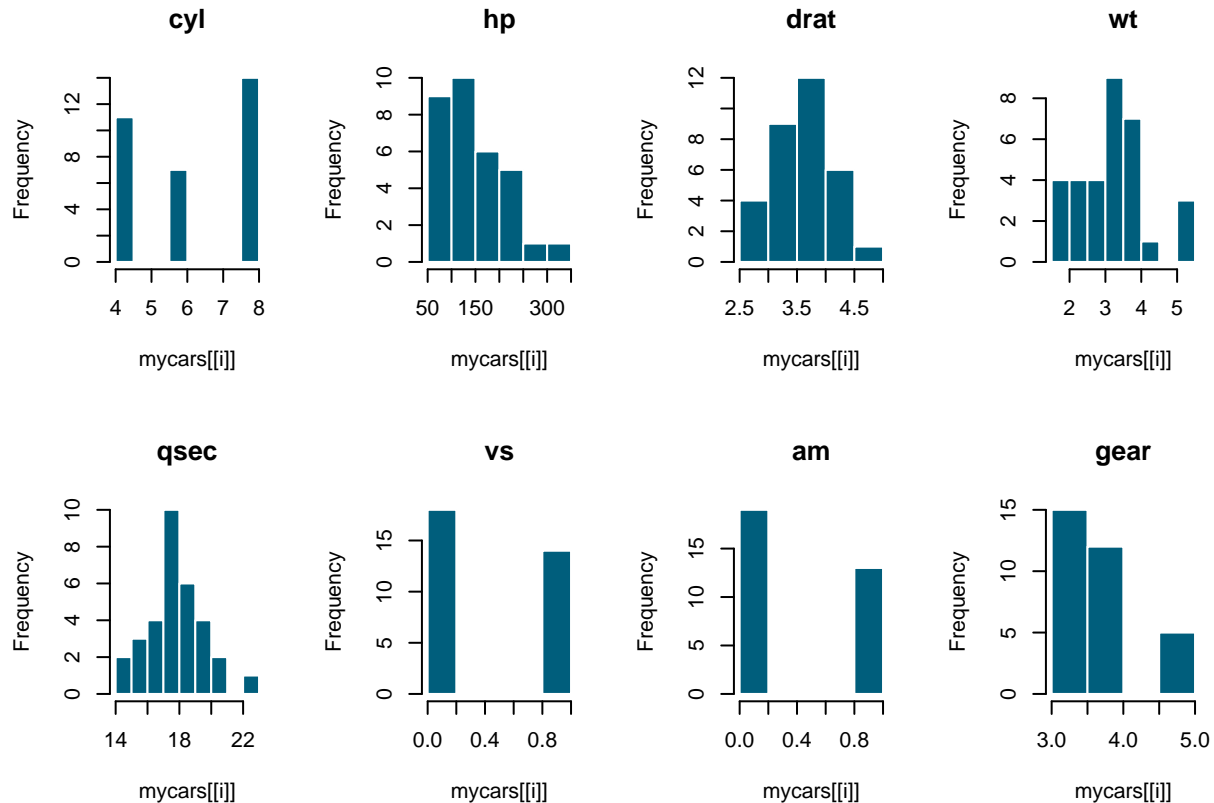 cyl
hp
drat
wt
Frequency
0
4
8
12
4 5 6 7 8
mycars[[i]]
Frequency
0
2
4
6
8
10
50 150 300
mycars[[i]]
Frequency
0
2
4
6
8
12
2.5 3.5 4.5
mycars[[i]]
Frequency
0
2
4
6
8
2 3 4 5
mycars[[i]]
qsec
vs
am
gear
Frequency
0
2
4
6
8
10
14 18 22
mycars[[i]]
Frequency
0
5
10
15
0.0 0.4 0.8
mycars[[i]]
Frequency
0
5
10
15
0.0 0.4 0.8
mycars[[i]]
Frequency
0
5
10
15
3.0 4.0 5.0
mycars[[i]]